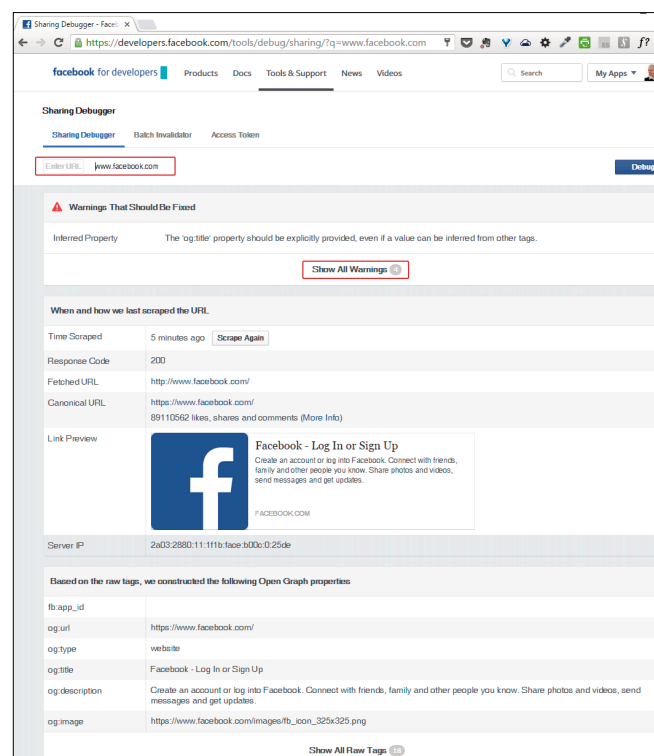 Sharing Debugger - Faceb
https://developers.facebook.com/tools/debug/sharing/?q=www.facebook.com
facebook for developers Products Docs Tools & Support News Videos Search My Apps
Sharing Debugger
Sharing Debugger Batch Invalidator Access Token
Enter URL www.facebook.com Debug
Warnings That Should Be Fixed
Inferred Property The 'og:title' property should be explicitly provided, even if a value can be inferred from other tags.
Show All Warnings 4
When and how we last scraped the URL
Time Scraped 5 minutes ago Scrape Again
Response Code 200
Fetched URL http://www.facebook.com/
Canonical URL https://www.facebook.com/
89110562 likes, shares and comments (More Info)
Link Preview
Facebook - Log In or Sign Up
Create an account or log into Facebook. Connect with friends,
family and other people you know. Share photos and videos,
send messages and get updates.
FACEBOOK.COM
Server IP 2a03:2880:11:1f1b:face:b00c:0:25de
Based on the raw tags, we constructed the following Open Graph properties
fb:app_id
og:url https://www.facebook.com/
og:type website
og:title Facebook - Log In or Sign Up
og:description Create an account or log into Facebook. Connect with friends, family and other people you know. Share photos and videos, send
messages and get updates.
og:image https://www.facebook.com/images/fb_icon_325x325.png
Show All Raw Tags 18